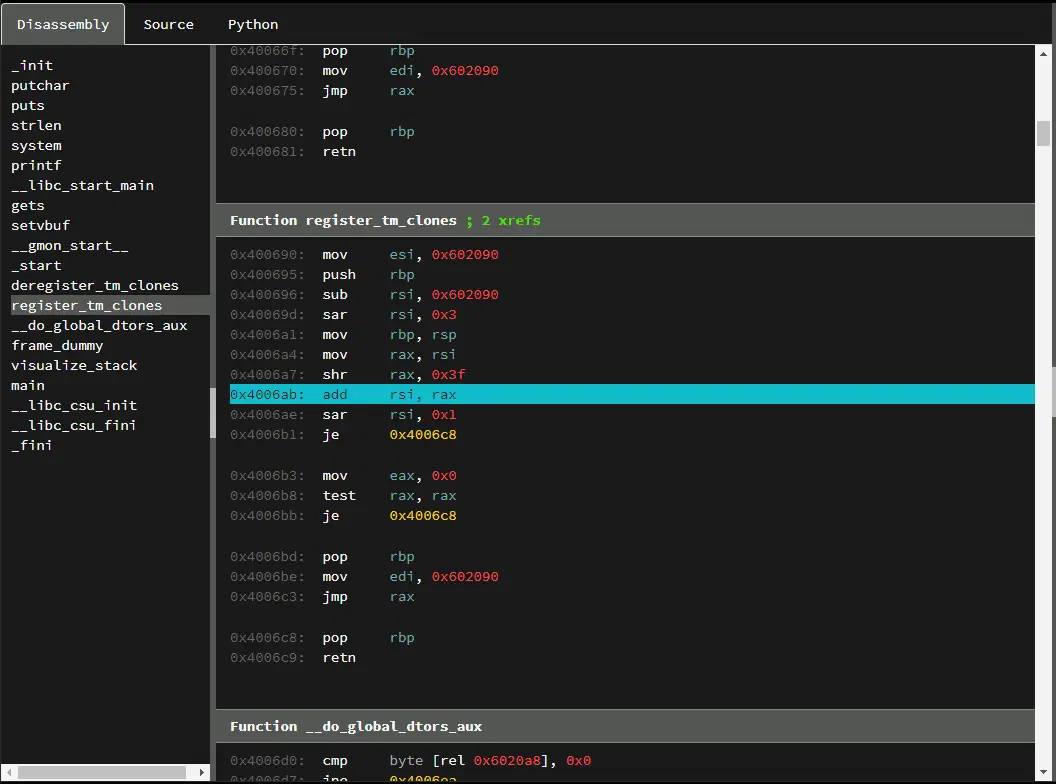 Disassembly Source Python
_init
putchar
puts
strlen
system
printf
__libc_start_main
gets
setvbuf
__gmon_start__
_start
deregister_tm_clones
register_tm_clones
__do_global_dtors_aux
frame_dummy
visualize_stack
main
__libc_csu_init
__libc_csu_fini
_fini
0x40066f: pop rbp
0x400670: mov edi, 0x602090
0x400675: jmp rax
0x400680: pop rbp
0x400681: retn
Function register_tm_clones ; 2 xrefs
0x400690: mov esi, 0x602090
0x400695: push rbp
0x400696: sub rsi, 0x602090
0x40069d: sar rsi, 0x3
0x4006a1: mov rbp, rsp
0x4006a4: mov rax, rsi
0x4006a7: shr rax, 0x3f
0x4006ab: add rsi, rax
0x4006ae: sar rsi, 0x1
0x4006b1: je 0x4006c8
0x4006b3: mov eax, 0x0
0x4006b8: test rax, rax
0x4006bb: je 0x4006c8
0x4006bd: pop rbp
0x4006be: mov edi, 0x602090
0x4006c3: jmp rax
0x4006c8: pop rbp
0x4006c9: retn
Function __do_global_dtors_aux
0x4006d0: cmp byte [rel 0x6020a8], 0x0
0x4006d7: jne 0x4006ea